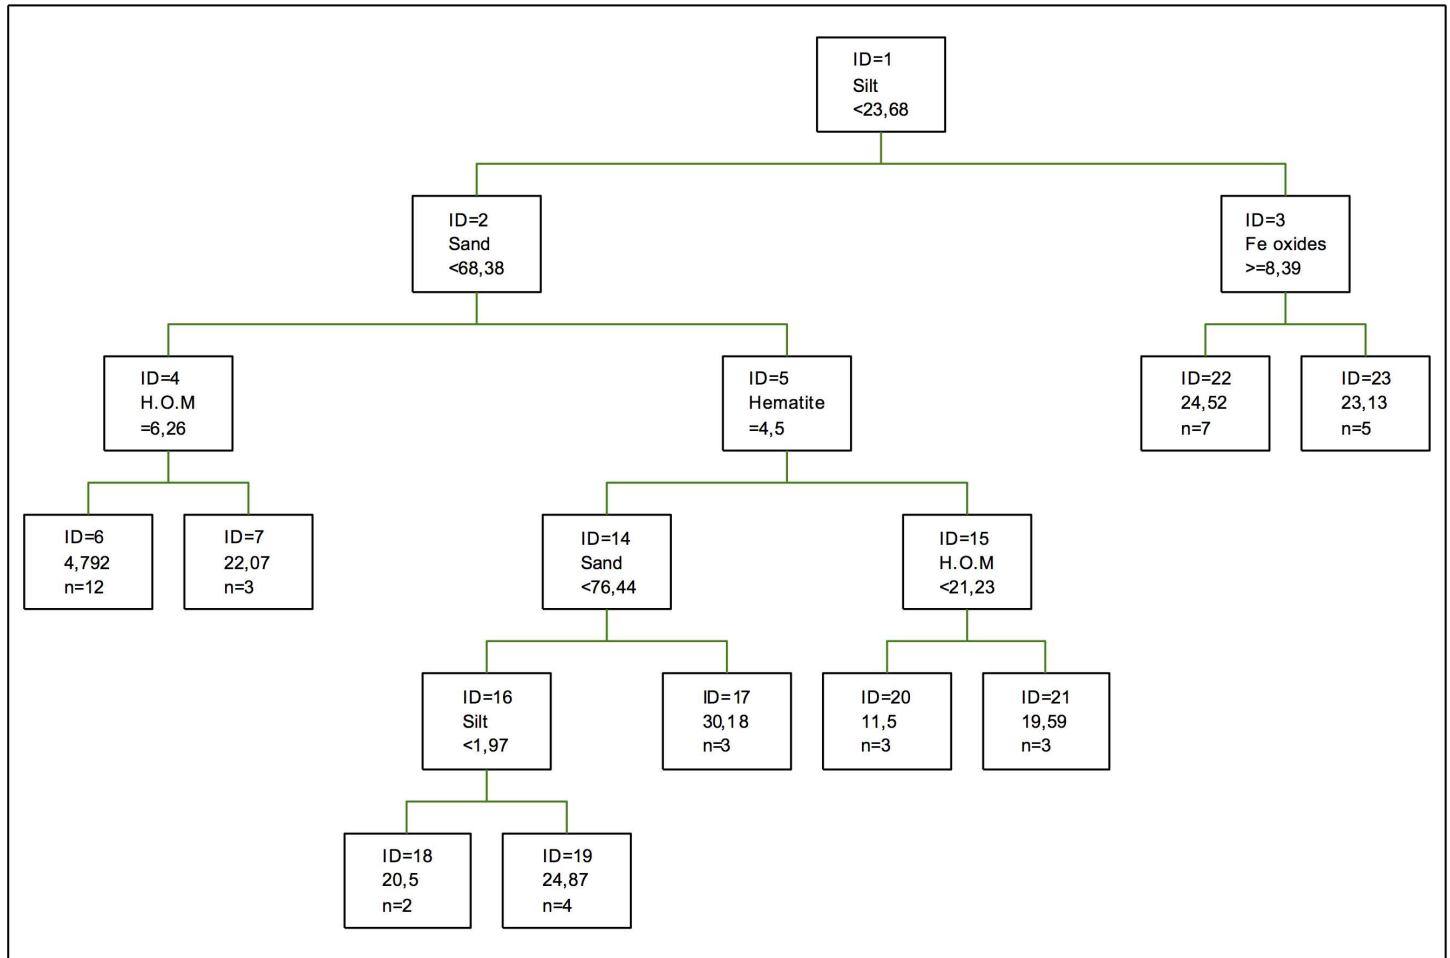 ID=1
Silt
<23,68
ID=2
Sand
<68,38
ID=3
Fe oxides
>=8,39
ID=4
H.O.M
=6,26
ID=5
Hematite
=4,5
ID=22
24,52
n=7
ID=23
23,13
n=5
ID=6
4,792
n=12
ID=7
22,07
n=3
ID=14
Sand
<76,44
ID=15
H.O.M
<21,23
ID=16
Silt
<1,97
ID=17
30,18
n=3
ID=20
11,5
n=3
ID=21
19,59
n=3
ID=18
20,5
n=2
ID=19
24,87
n=4